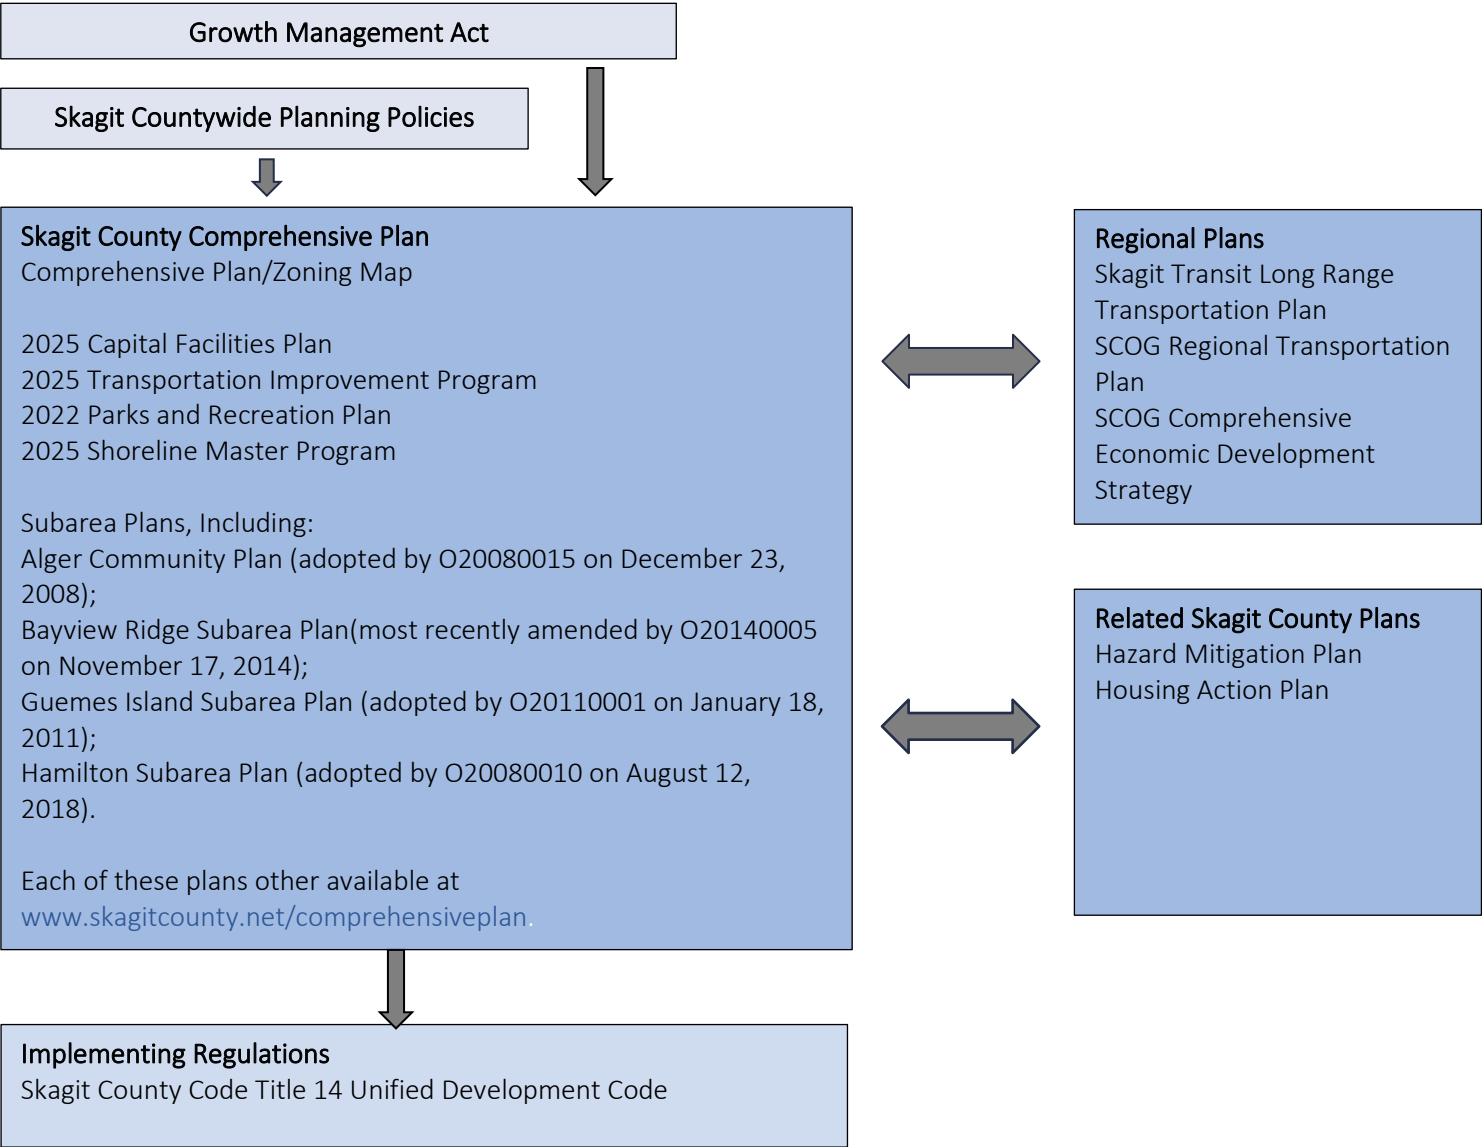 Growth Management Act
Skagit Countywide Planning Policies
Skagit County Comprehensive Plan
Comprehensive Plan/Zoning Map
2025 Capital Facilities Plan
2025 Transportation Improvement Program
2022 Parks and Recreation Plan
2025 Shoreline Master Program
Subarea Plans, Including:
Alger Community Plan (adopted by O20080015 on December 23,
2008);
Bayview Ridge Subarea Plan(most recently amended by O20140005
on November 17, 2014);
Guemes Island Subarea Plan (adopted by O20110001 on January 18,
2011);
Hamilton Subarea Plan (adopted by O20080010 on August 12,
2018).
Each of these plans other available at
www.skagitcounty.net/comprehensiveplan.
Regional Plans
Skagit Transit Long Range
Transportation Plan
SCOG Regional Transportation
Plan
SCOG Comprehensive
Economic Development
Strategy
Related Skagit County Plans
Hazard Mitigation Plan
Housing Action Plan
Implementing Regulations
Skagit County Code Title 14 Unified Development Code